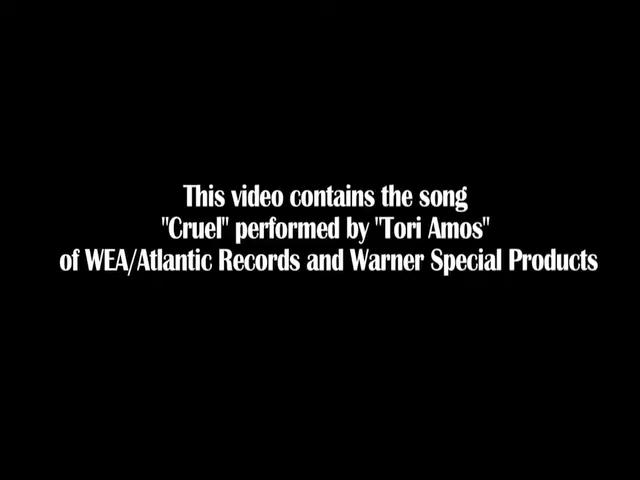 This video contains the song
"Cruel" performed by "Tori Amos"
of WEA/Atlantic Records and Warner Special Products